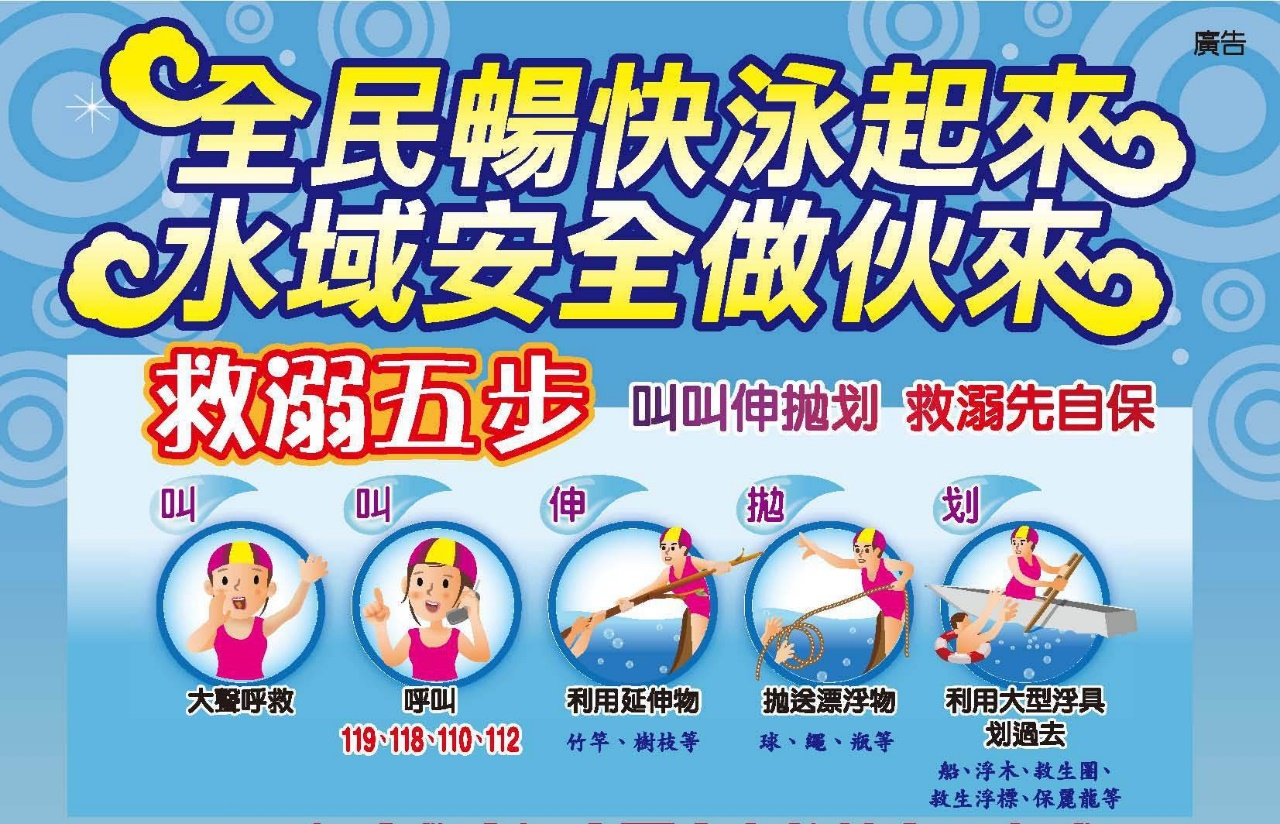 廣告
全民暢快泳起來
水域安全做伙來
救溺五步
叫叫伸拋划 救溺先自保
叫
大聲呼救
叫
呼叫
119、118、110、112
伸
利用延伸物
竹竿、樹枝等
拋
拋送漂浮物
球、繩、瓶等
划
利用大型浮具
划過去
船、浮木、救生圈、
救生浮標、保麗龍等